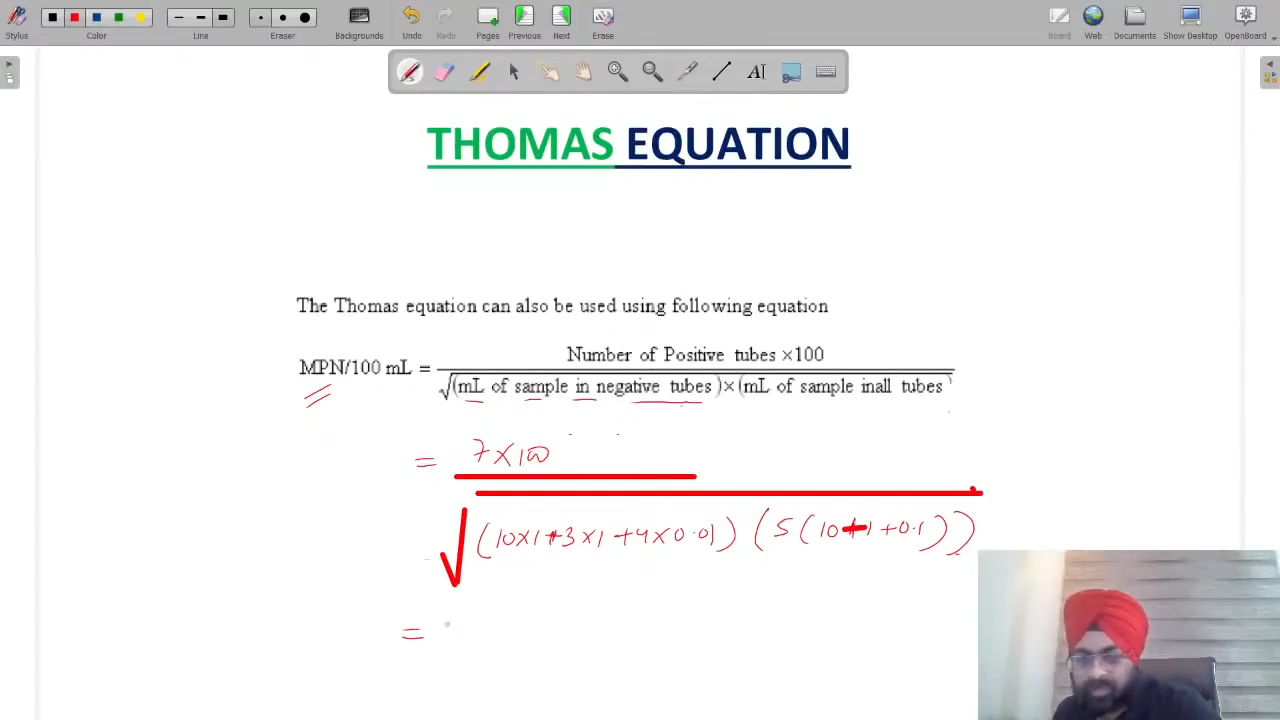 Stylus Color Line Eraser Backgrounds Undo Redo Pages Previous Next Erase Board Web Documents Show Desktop OpenBoard
THOMAS EQUATION
The Thomas equation can also be used using following equation
MPN/100 mL = Number of Positive tubes ×100
√(mL of sample in negative tubes)×(mL of sample inall tubes)
= 7×100
√(10×1+3×1+4×0.01) (5(10+1+0.1))
=